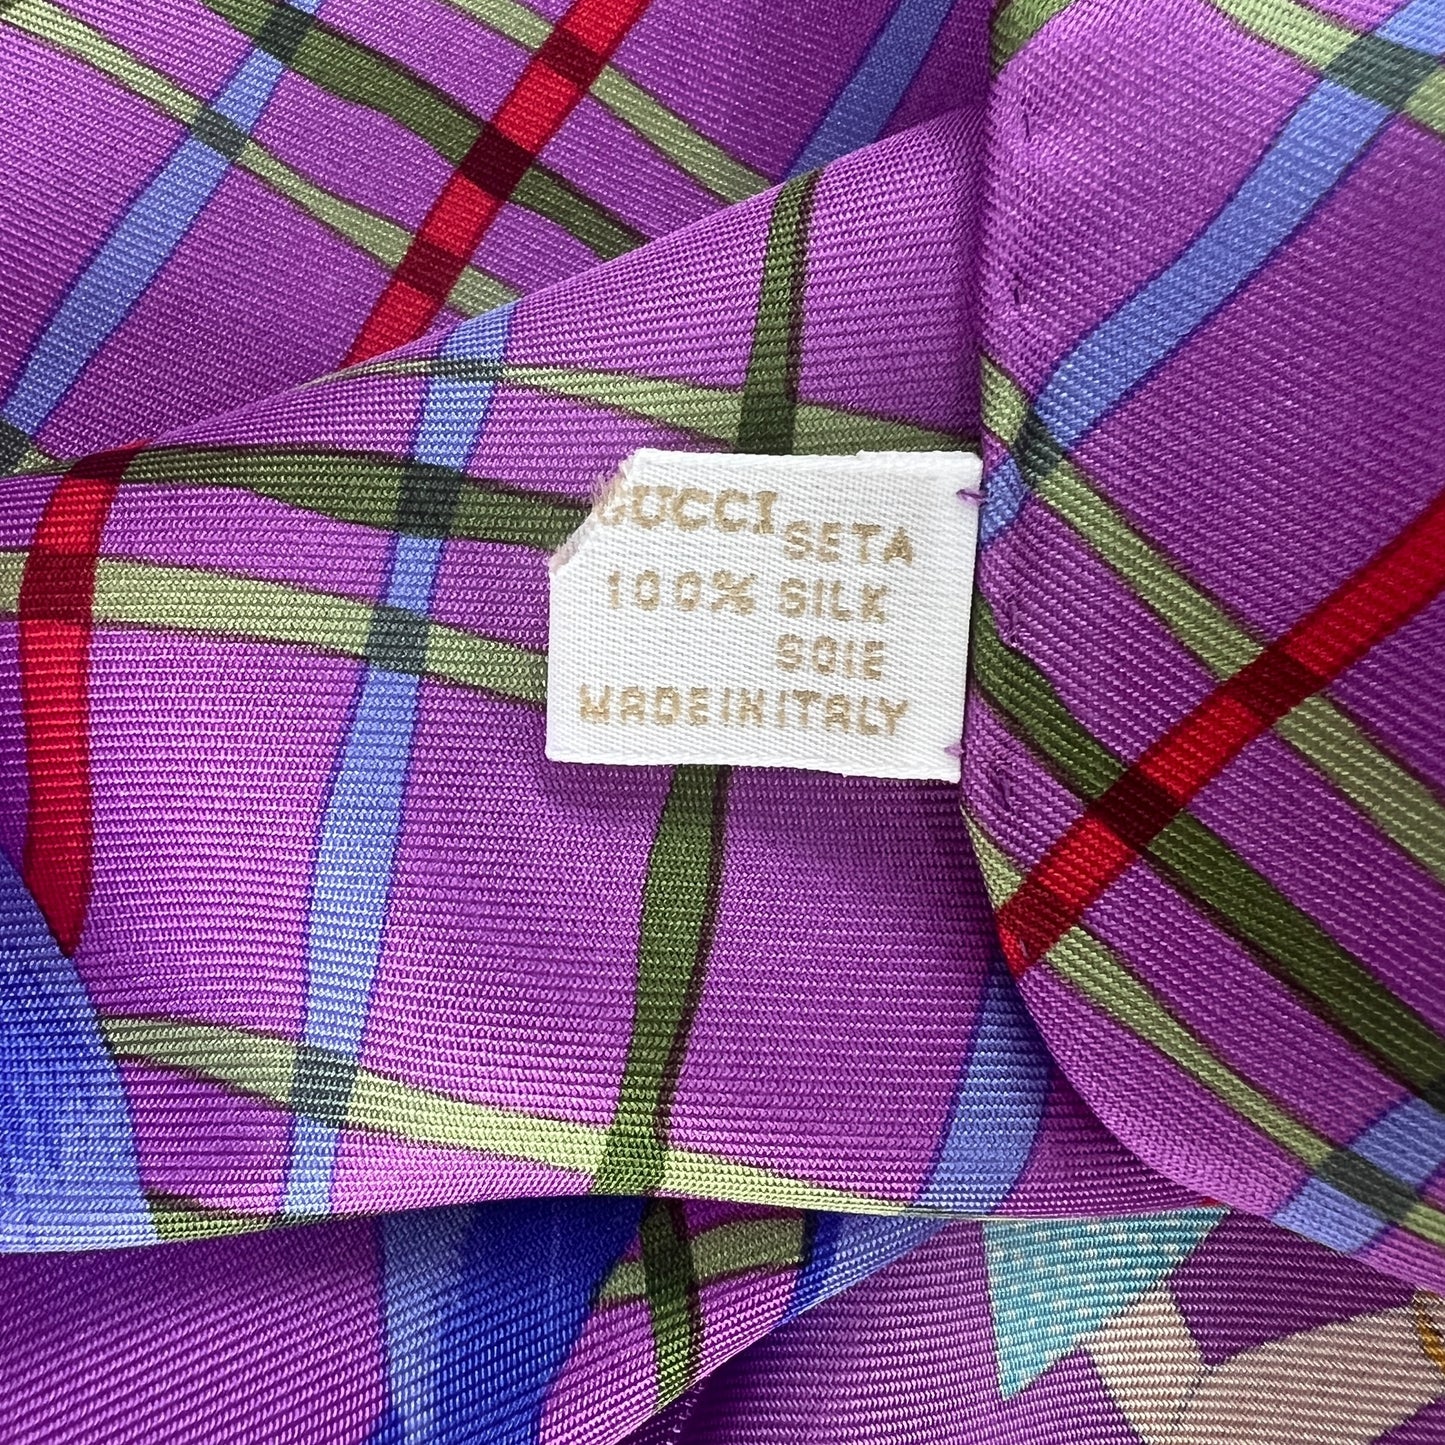 GUCCI SETA
100% SILK
SOIE
MADE IN ITALY